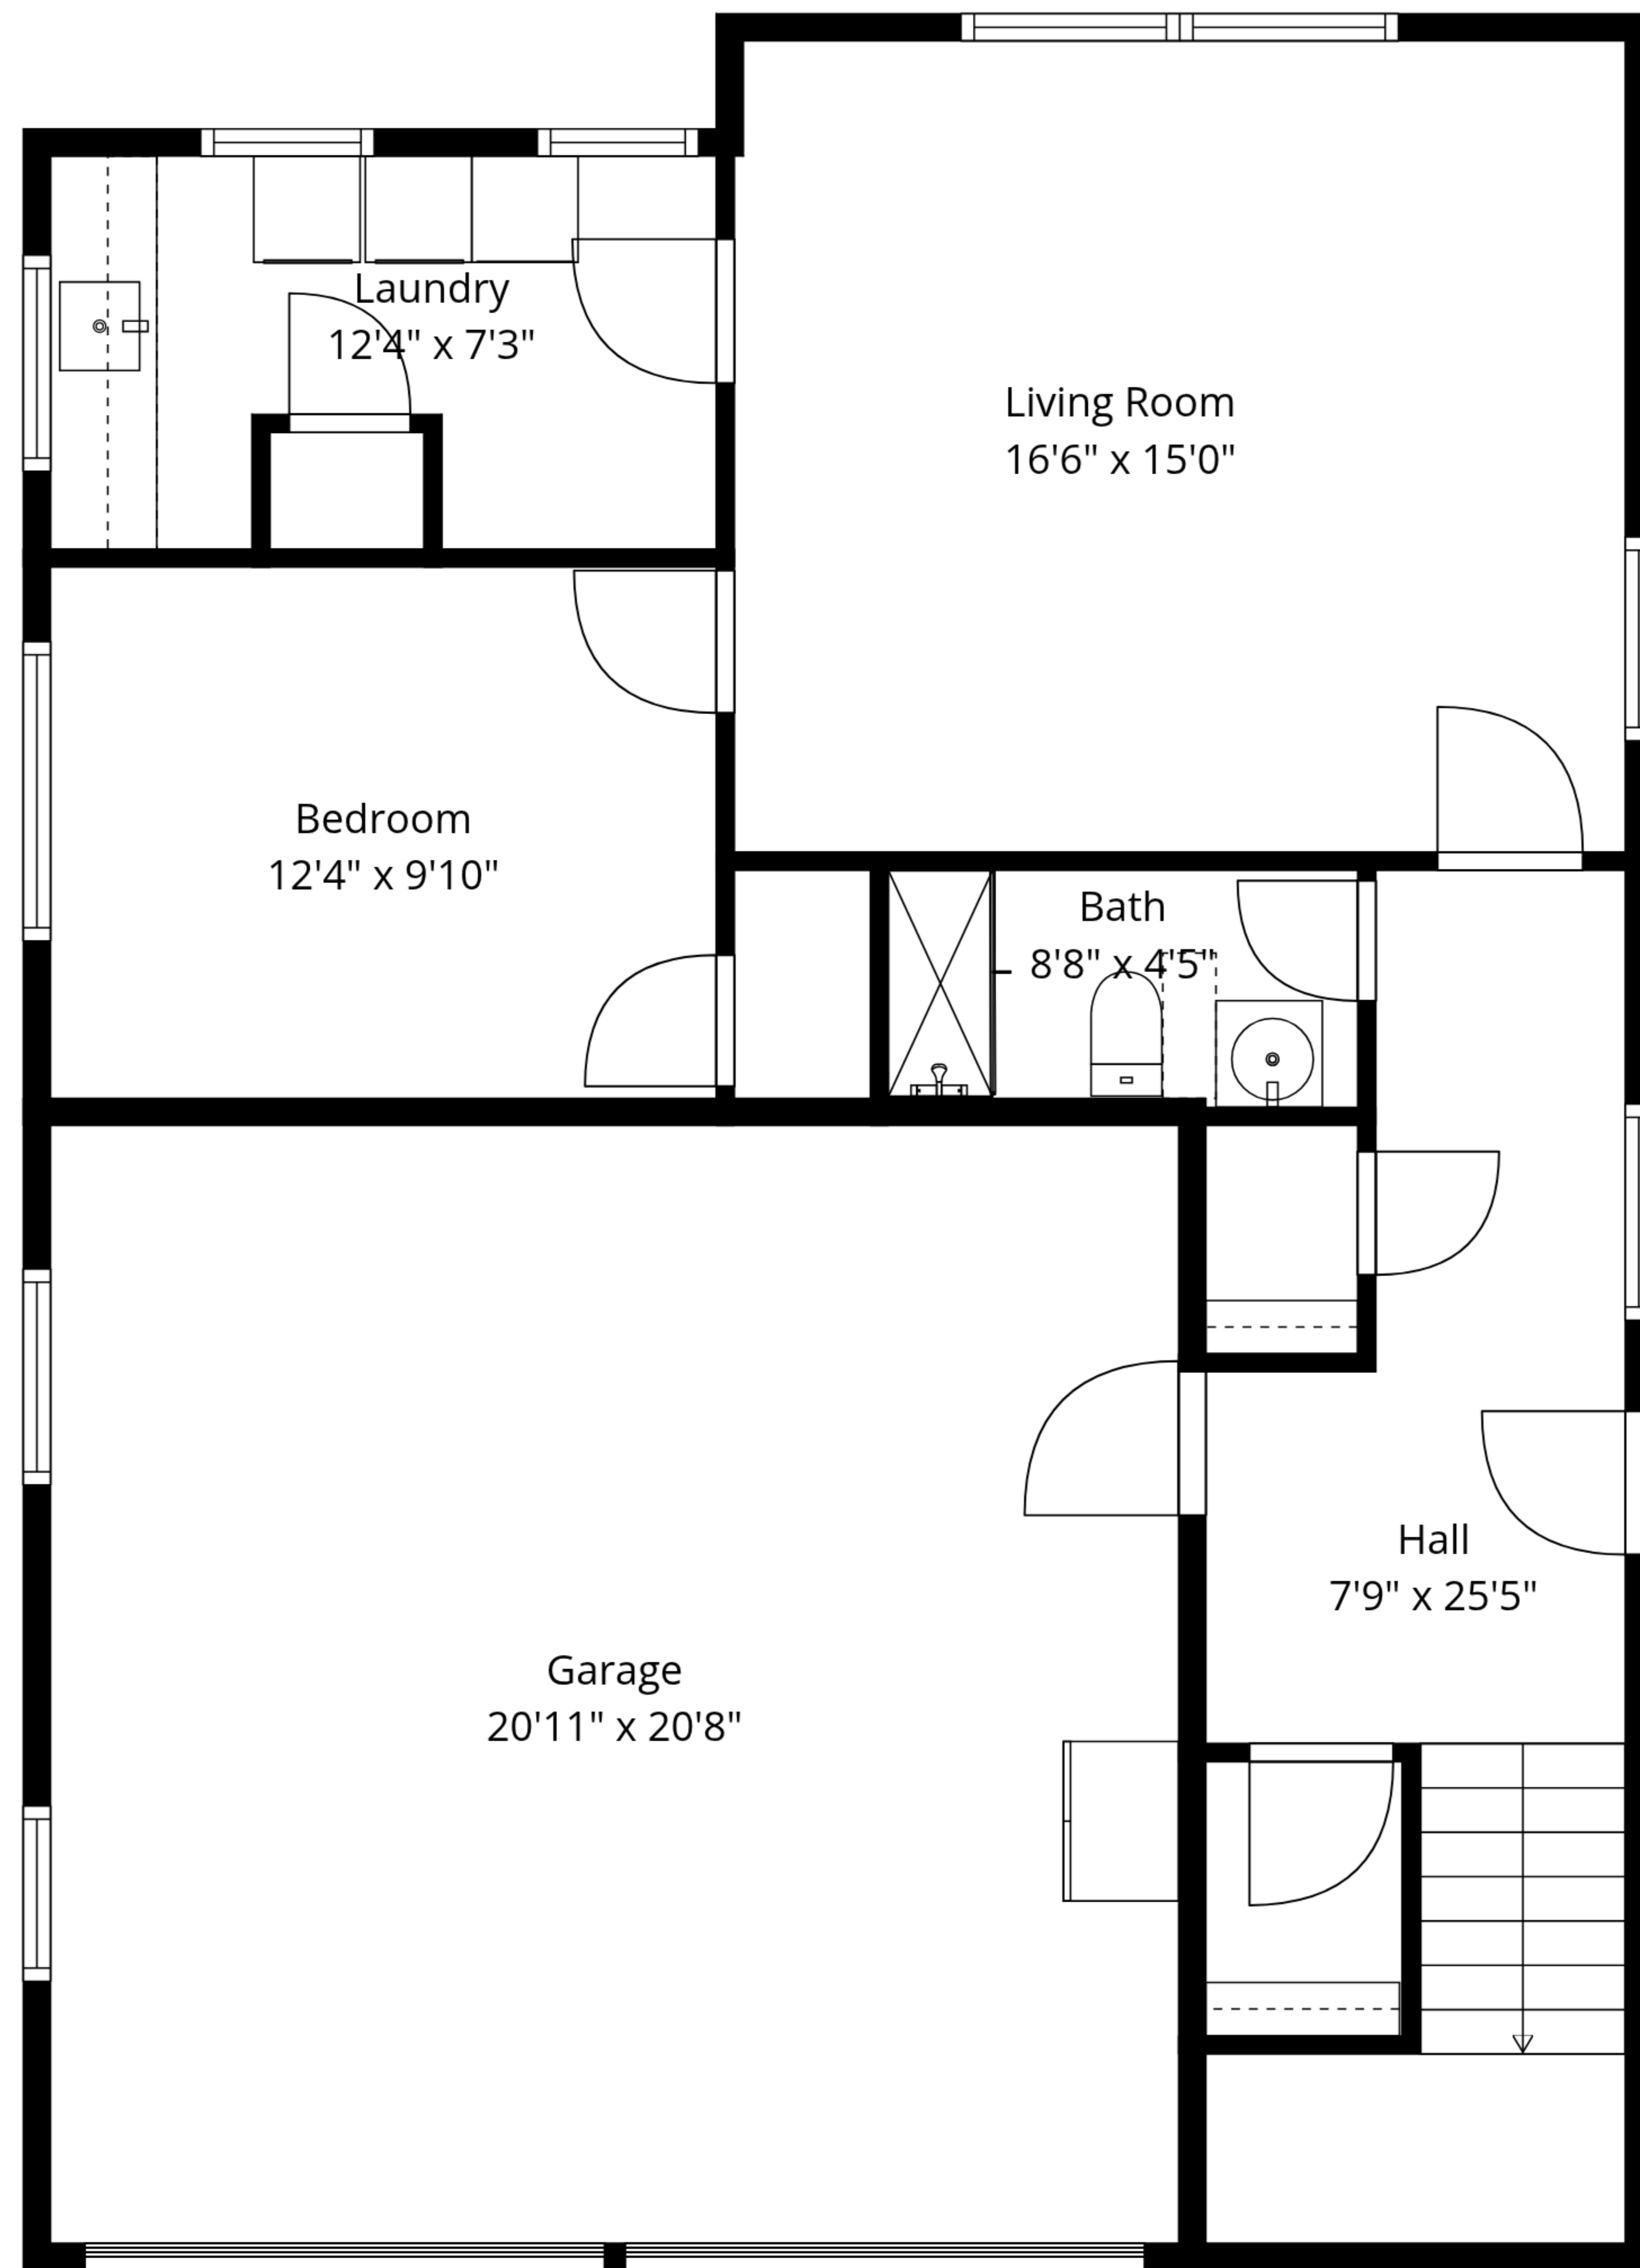 Laundry
12'4" x 7'3"
Living Room
16'6" x 15'0"
Bedroom
12'4" x 9'10"
Bath
8'8" x 4'5"
Hall
7'9" x 25'5"
Garage
20'11" x 20'8"